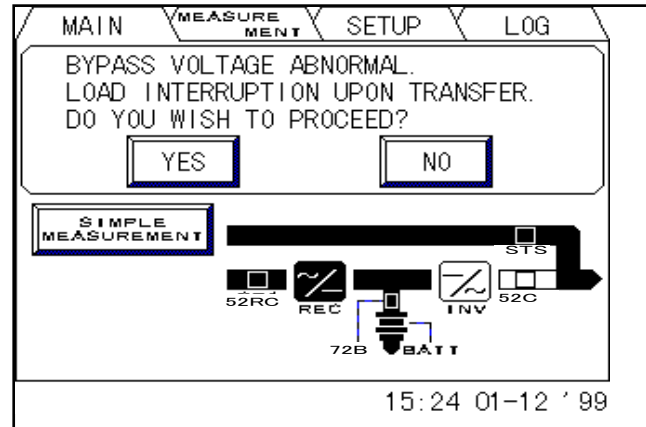 MAIN MEASURE MENT SETUP LOG
BYPASS VOLTAGE ABNORMAL.
LOAD INTERRUPTION UPON TRANSFER.
DO YOU WISH TO PROCEED?
YES NO
SIMPLE
MEASUREMENT
STS
52RC REC INV 52C
72B BATT
15:24 01-12 '99